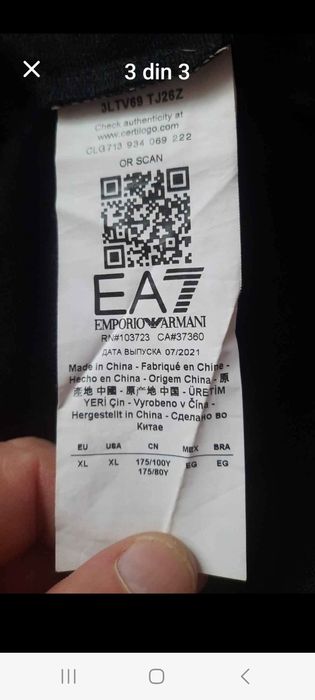 3 din 3
3LTV69 TJ26Z
Check authenticity at
www.certilogo.com
CLG713 934 069 222
OR SCAN
EA7
EMPORIO ARMANI
RN#103723 CA#37360
ДАТА ВЫПУСКА 07/2021
Made in China - Fabriqué en Chine -
Hecho en China - Origem China - 原
產地 中國 - 原产地 中国 - ÜRETİM
YERİ Çin - Vyrobeno v Číně -
Hergestellt in China - Сделано во
Китае
EU USA CN MEX BRA
XL XL 175/100Y EG EG
175/80Y